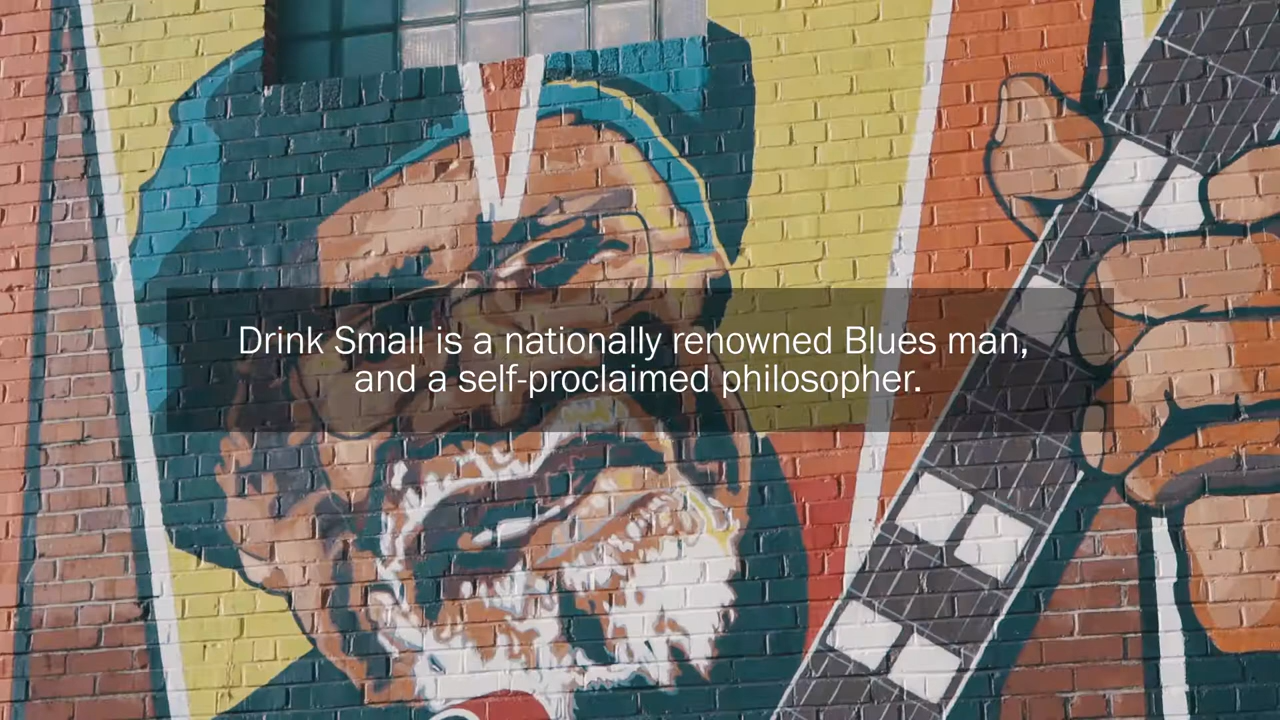 Drink Small is a nationally renowned Blues man,
and a self-proclaimed philosopher.